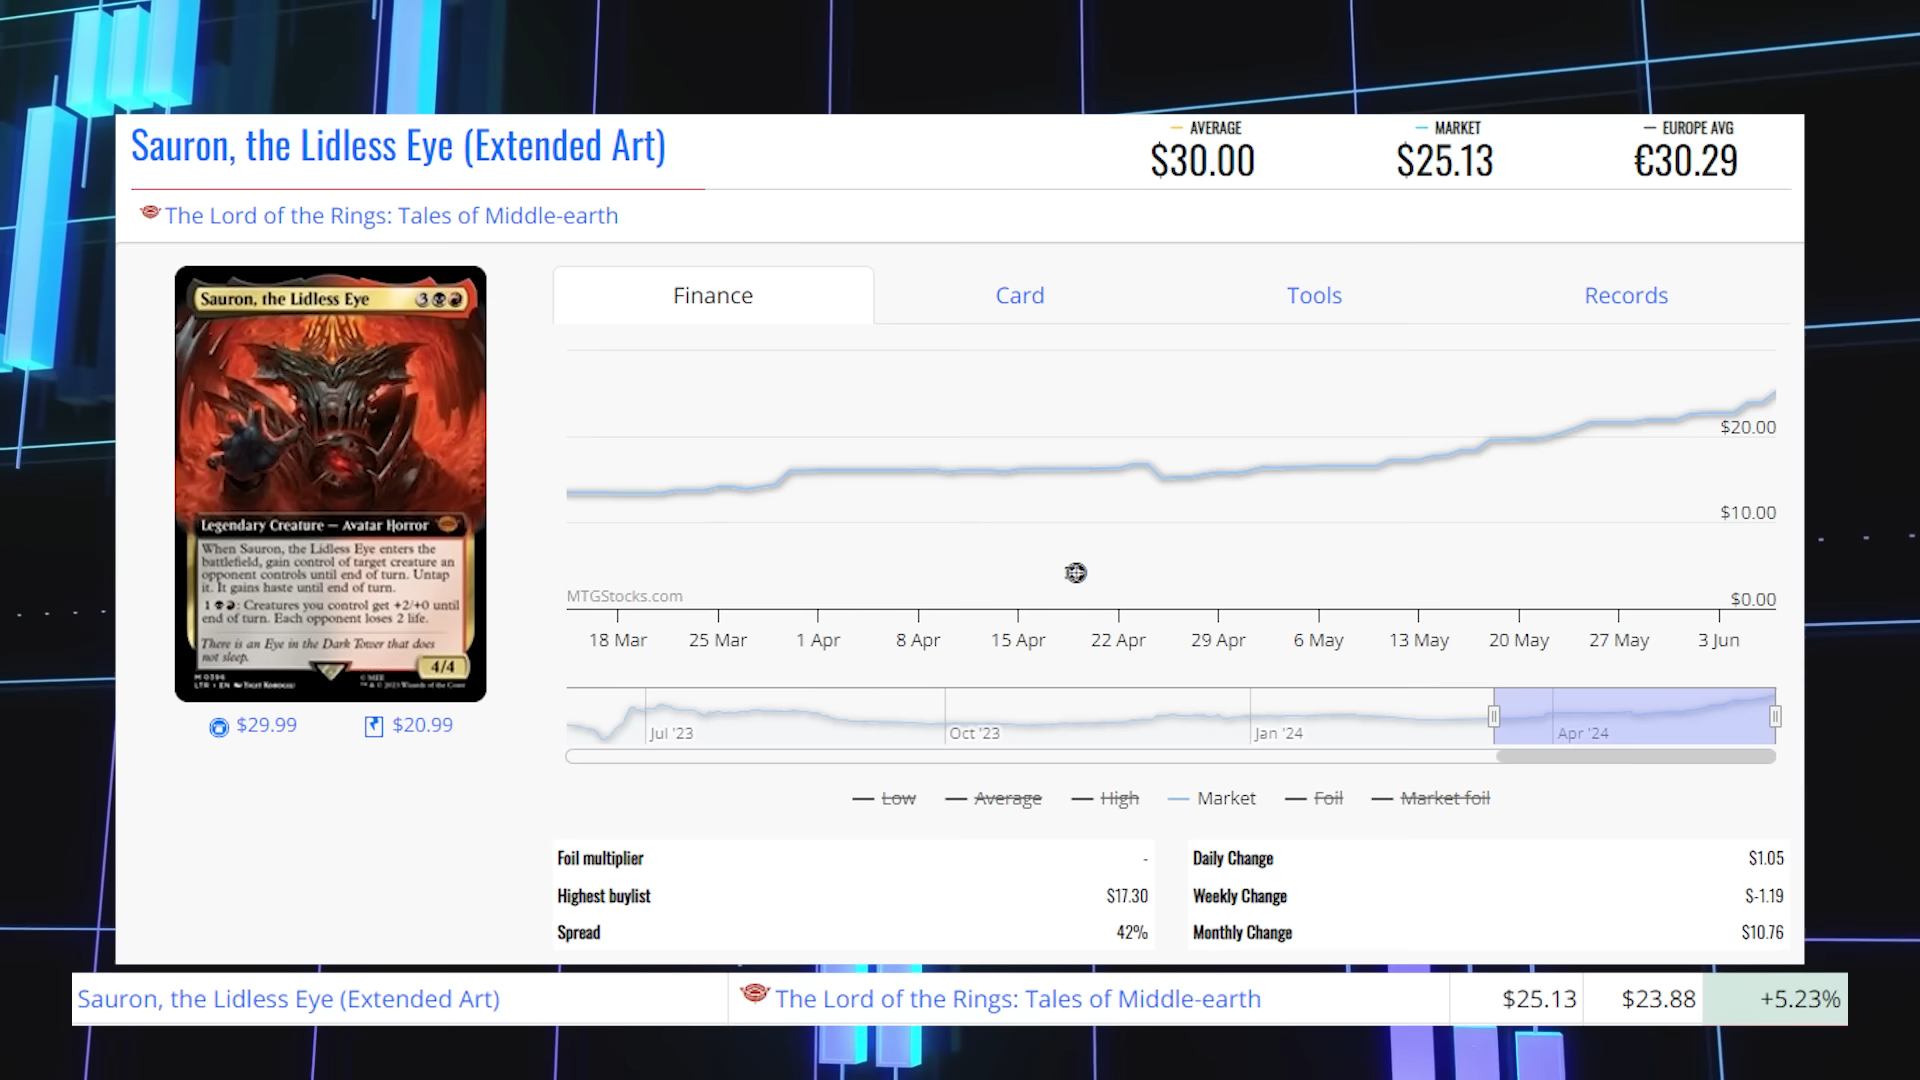 Sauron, the Lidless Eye (Extended Art)
AVERAGE
$30.00
MARKET
$25.13
EUROPE AVG
€30.29
The Lord of the Rings: Tales of Middle-earth
Sauron, the Lidless Eye 3
Legendary Creature — Avatar Horror
When Sauron, the Lidless Eye enters the
battlefield, gain control of target creature an
opponent controls until end of turn. Untap
it. It gains haste until end of turn.
1 : Creatures you control get +2/+0 until
end of turn. Each opponent loses 2 life.
There is an Eye in the Dark Tower that does
not sleep.
4/4
M 0396
LTR • EN
$29.99
$20.99
Finance
Card
Tools
Records
$20.00
$10.00
$0.00
MTGStocks.com
18 Mar
25 Mar
1 Apr
8 Apr
15 Apr
22 Apr
29 Apr
6 May
13 May
20 May
27 May
3 Jun
Jul '23
Oct '23
Jan '24
Apr '24
Low
Average
High
Market
Foil
Market foil
Foil multiplier -
Highest buylist $17.30
Spread 42%
Daily Change $1.05
Weekly Change $-1.19
Monthly Change $10.76
Sauron, the Lidless Eye (Extended Art) The Lord of the Rings: Tales of Middle-earth $25.13 $23.88 +5.23%